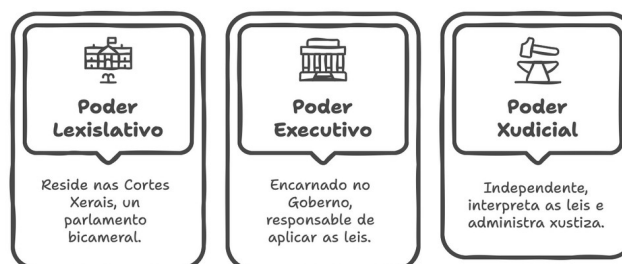 Poder
Lexislativo
Reside nas Cortes
Xerais, un
parlamento
bicameral.
Poder
Executivo
Encarnado no
Goberno,
responsable de
aplicar as leis.
Poder
Xudicial
Independente,
interpreta as leis e
administra xustiza.